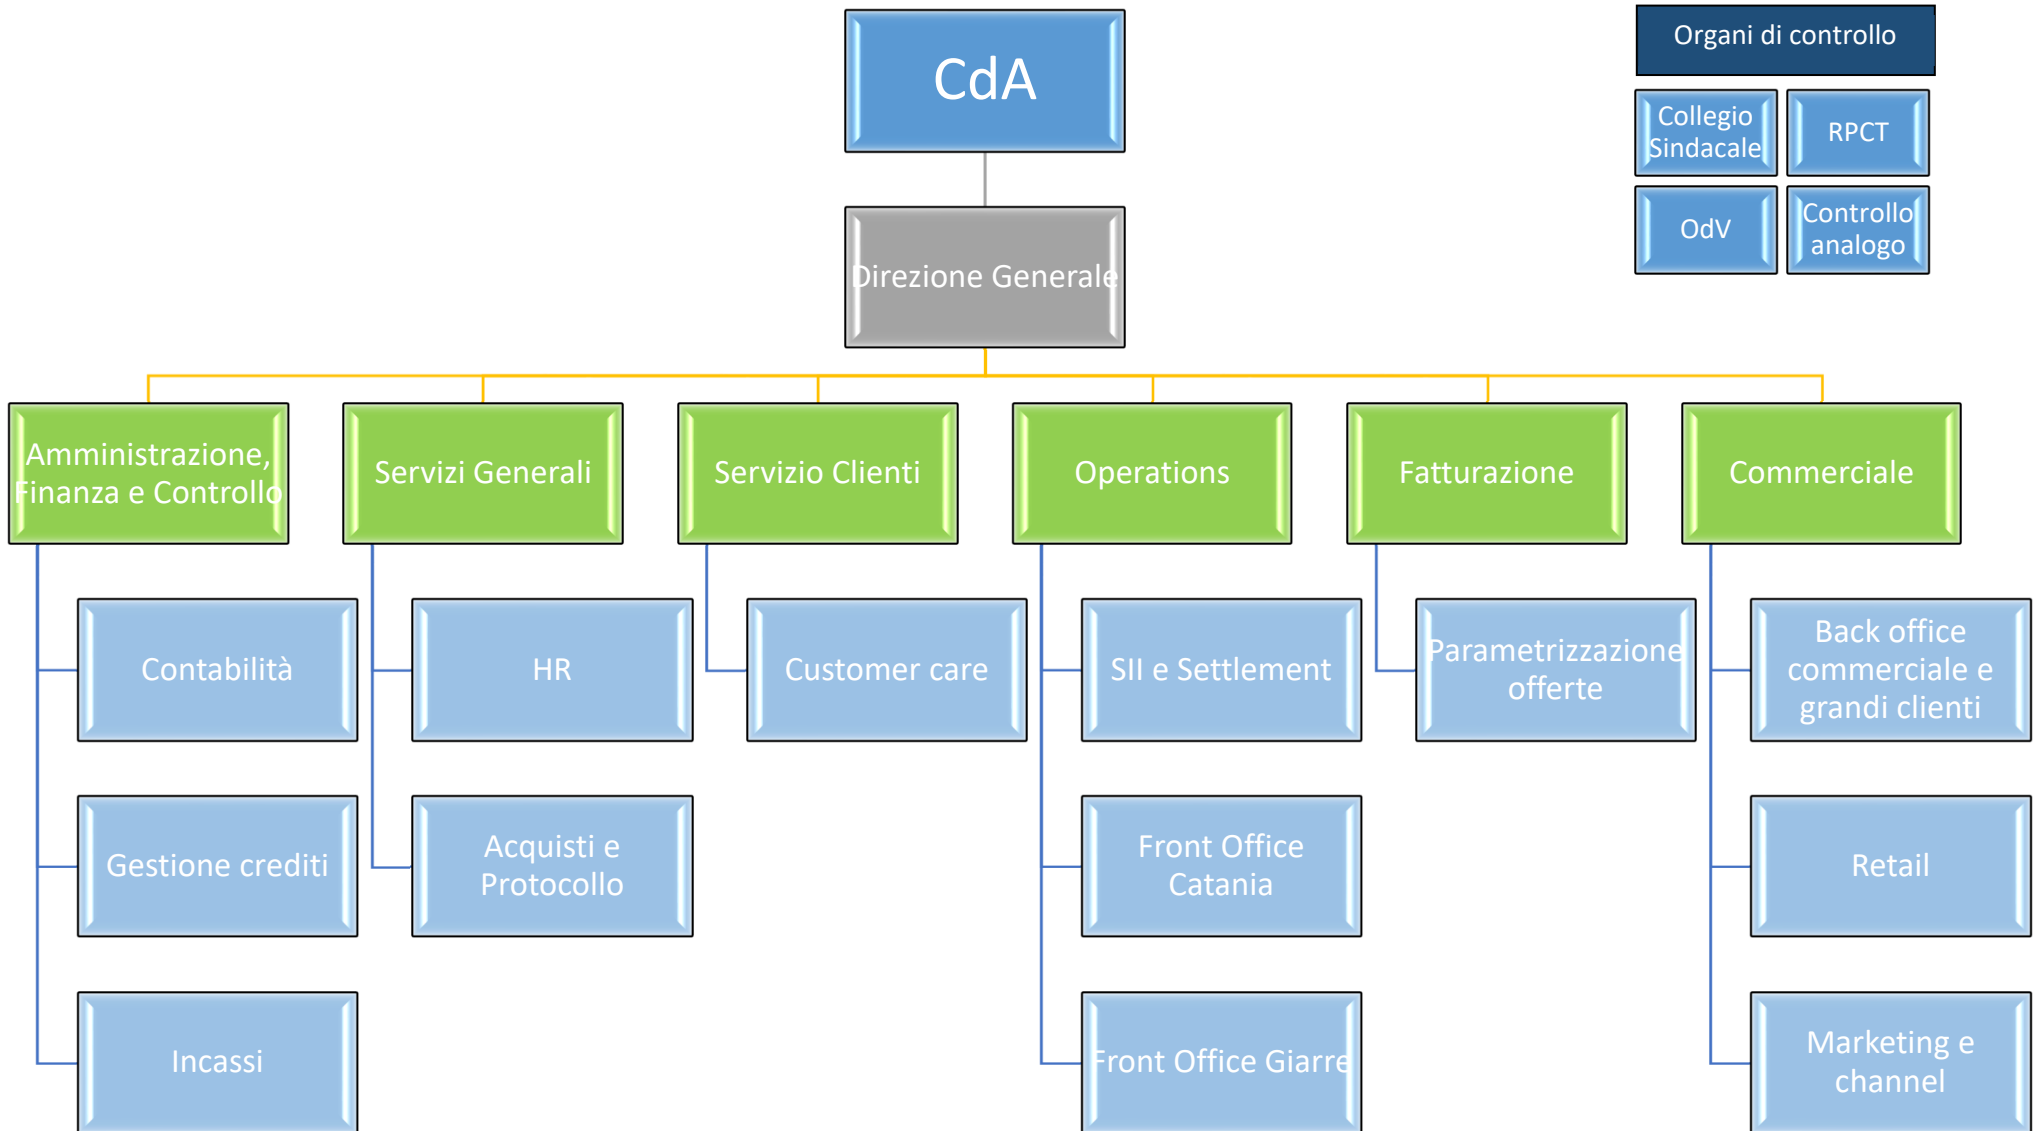 CdA
Organi di controllo
Collegio
Sindacale
RPCT
OdV
Controllo
analogo
Direzione Generale
Amministrazione,
Finanza e Controllo
Servizi Generali
Servizio Clienti
Operations
Fatturazione
Commerciale
Contabilità
HR
Customer care
SII e Settlement
Parametrizzazione
offerte
Back office
commerciale e
grandi clienti
Gestione crediti
Acquisti e
Protocollo
Front Office
Catania
Retail
Incassi
Front Office Giarre
Marketing e
channel